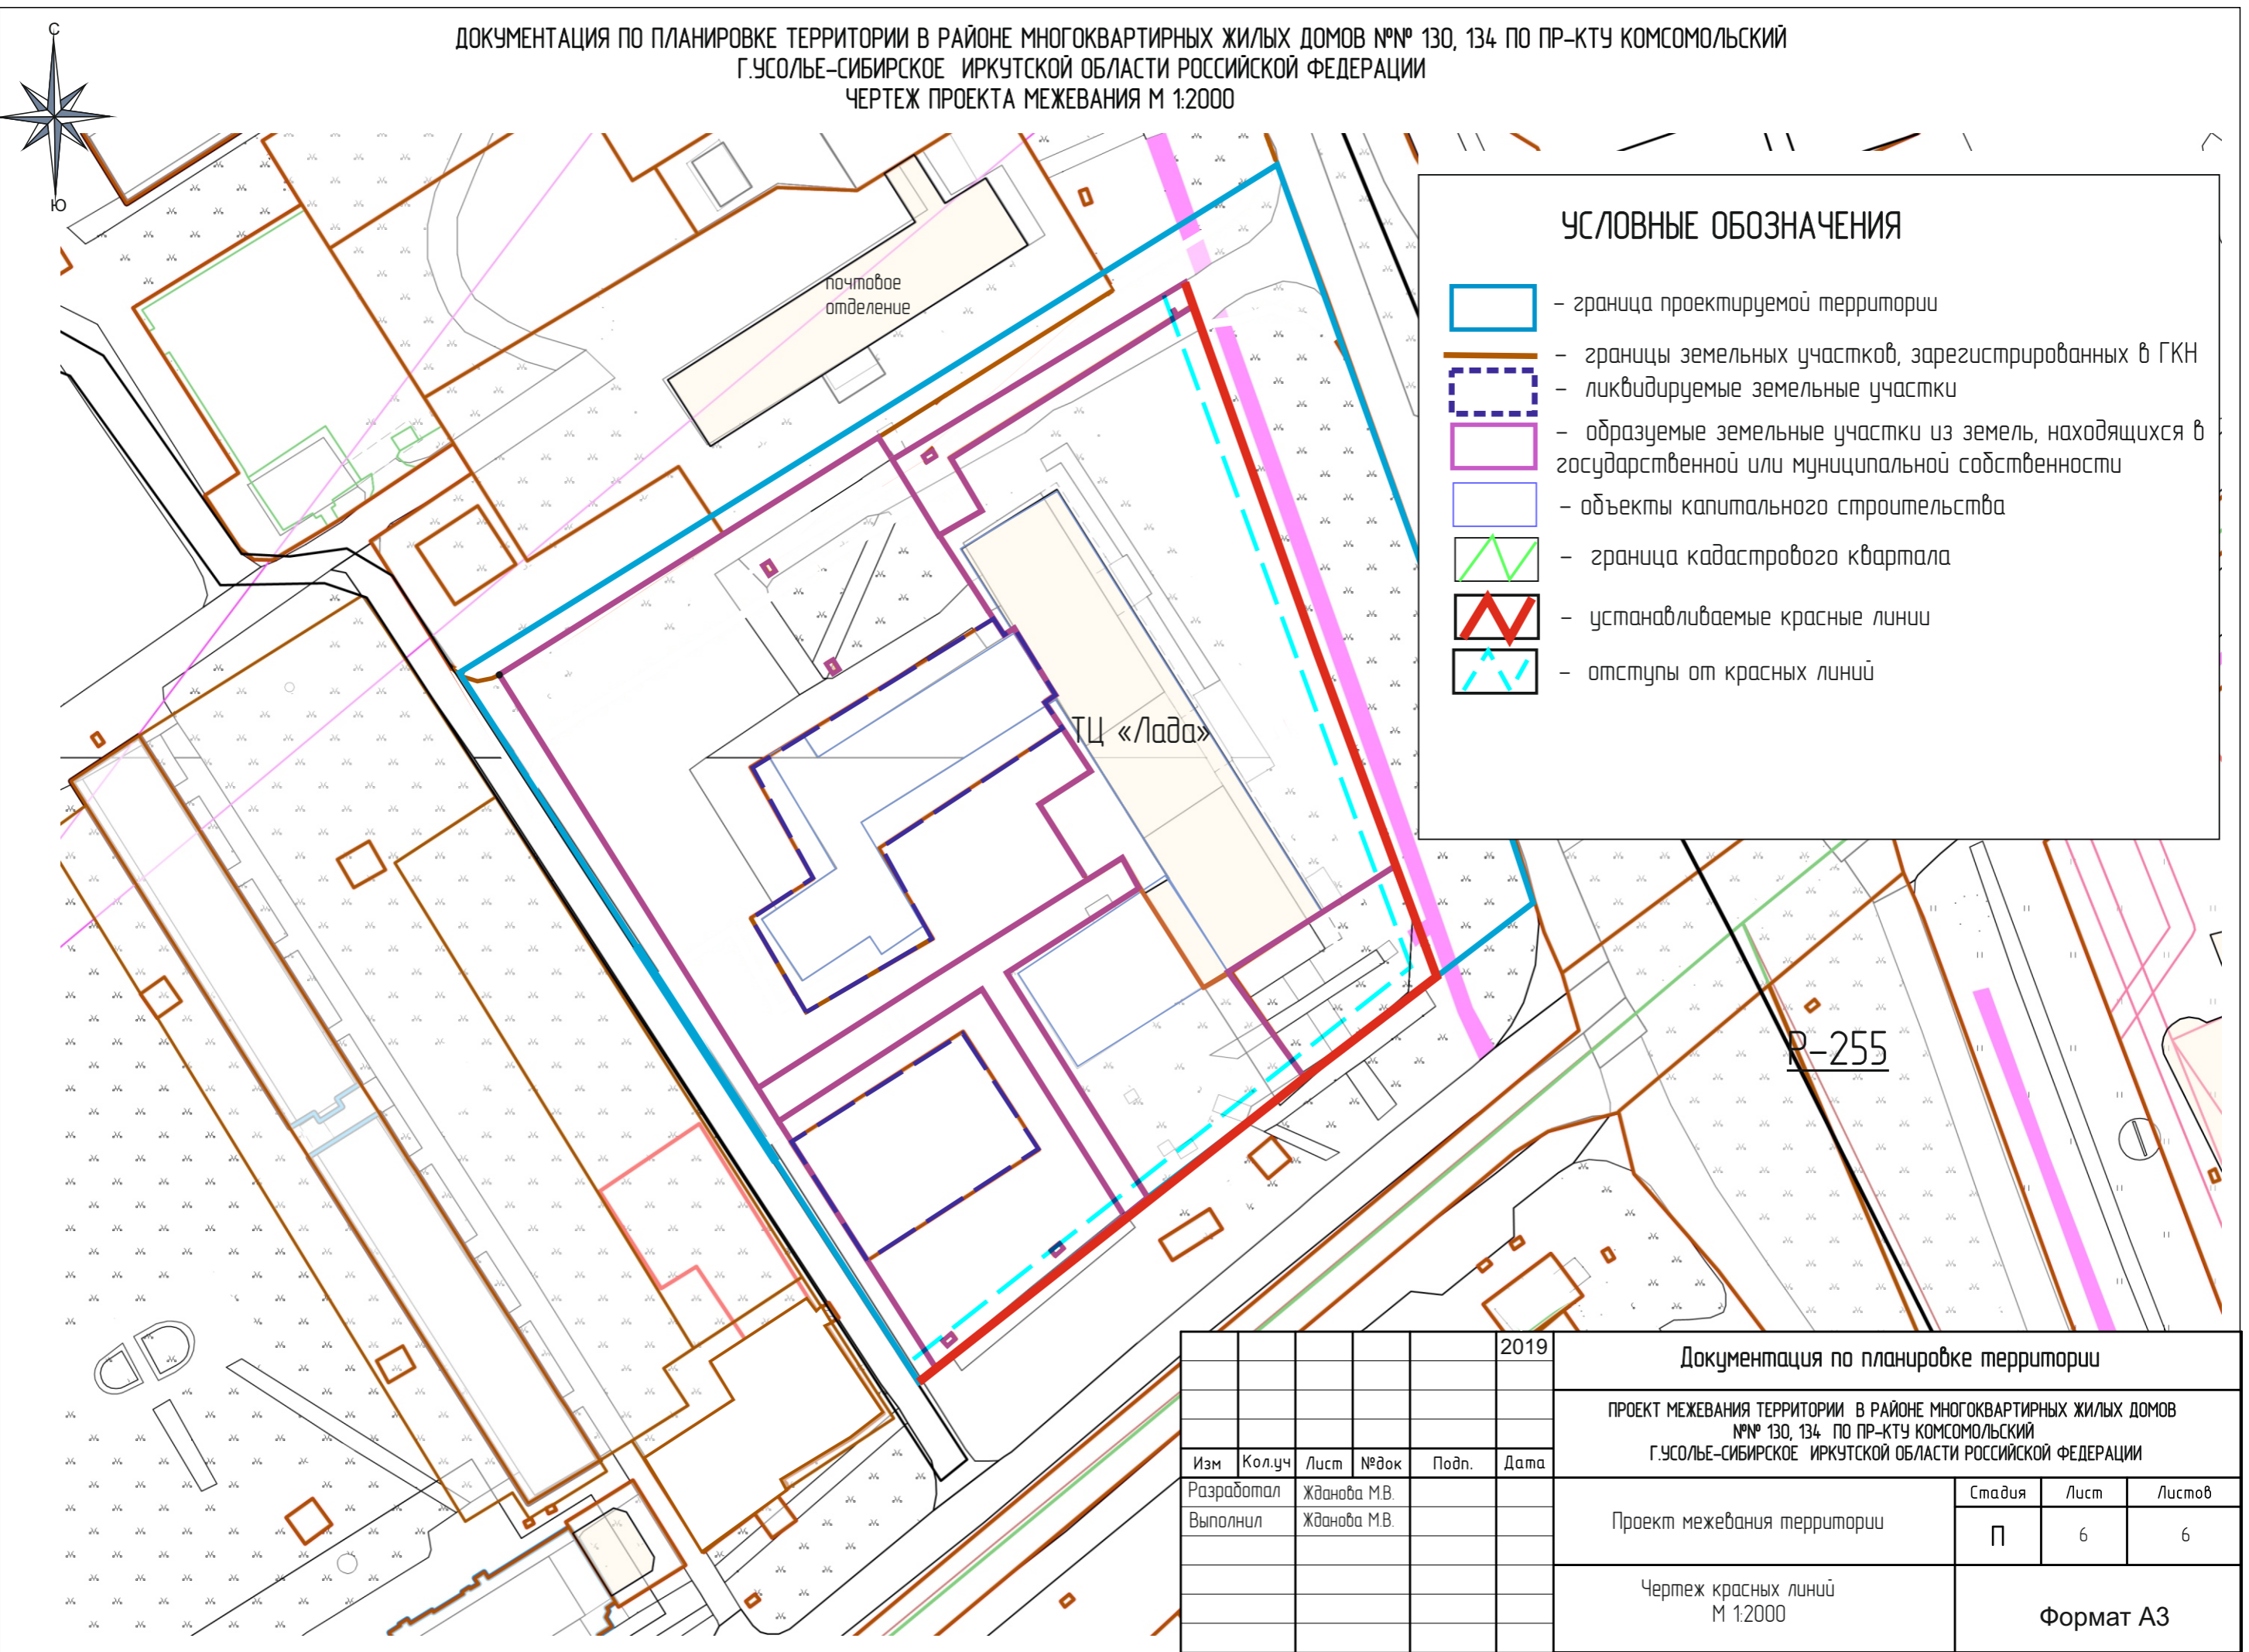 С
Ю
ДОКУМЕНТАЦИЯ ПО ПЛАНИРОВКЕ ТЕРРИТОРИИ В РАЙОНЕ МНОГОКВАРТИРНЫХ ЖИЛЫХ ДОМОВ №№ 130, 134 ПО ПР-КТУ КОМСОМОЛЬСКИЙ
Г.УСОЛЬЕ-СИБИРСКОЕ ИРКУТСКОЙ ОБЛАСТИ РОССИЙСКОЙ ФЕДЕРАЦИИ
ЧЕРТЕЖ ПРОЕКТА МЕЖЕВАНИЯ М 1:2000
почтовое
отделение
ТЦ «Лада»
Р-255
УСЛОВНЫЕ ОБОЗНАЧЕНИЯ
- граница проектируемой территории
- границы земельных участков, зарегистрированных в ГКН
- ликвидируемые земельные участки
- образуемые земельные участки из земель, находящихся в
государственной или муниципальной собственности
- объекты капитального строительства
- граница кадастрового квартала
- устанавливаемые красные линии
- отступы от красных линий
2019
Изм Кол.уч Лист №док Подп. Дата
Разработал Жданова М.В.
Выполнил Жданова М.В.
Документация по планировке территории
ПРОЕКТ МЕЖЕВАНИЯ ТЕРРИТОРИИ В РАЙОНЕ МНОГОКВАРТИРНЫХ ЖИЛЫХ ДОМОВ
№№ 130, 134 ПО ПР-КТУ КОМСОМОЛЬСКИЙ
Г.УСОЛЬЕ-СИБИРСКОЕ ИРКУТСКОЙ ОБЛАСТИ РОССИЙСКОЙ ФЕДЕРАЦИИ
Проект межевания территории
Стадия Лист Листов
П 6 6
Чертеж красных линий
М 1:2000
Формат А3